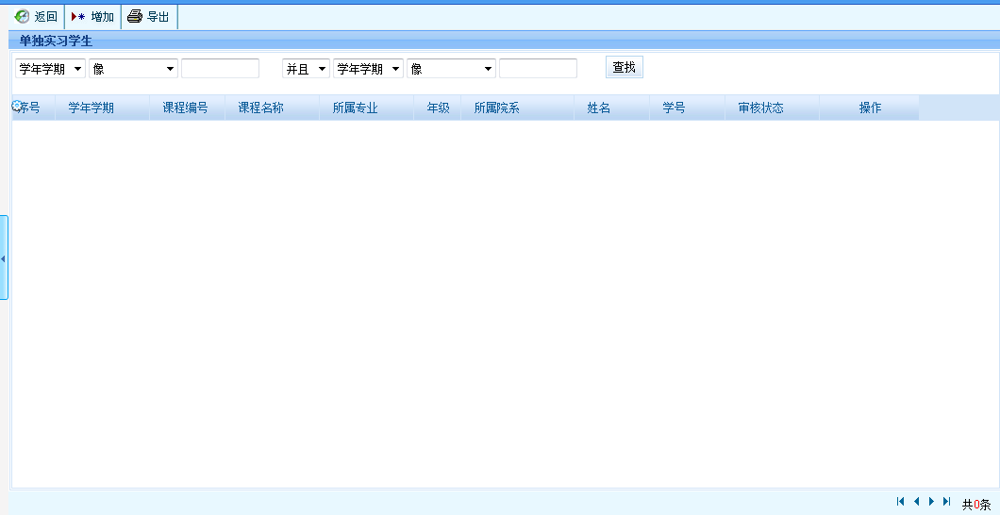 返回 增加 导出
单独实习学生
学年学期 像 并且 学年学期 像 查找
序号 学年学期 课程编号 课程名称 所属专业 年级 所属院系 姓名 学号 审核状态 操作
共0条